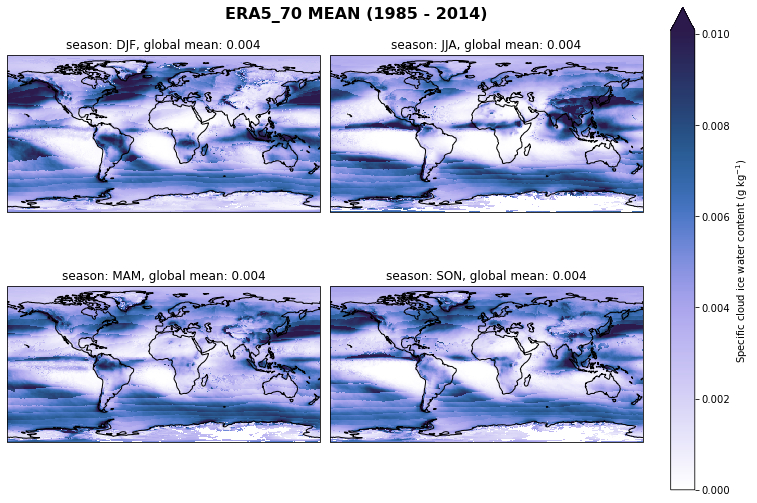 ERA5_70 MEAN (1985 - 2014)
season: DJF, global mean: 0.004
season: JJA, global mean: 0.004
season: MAM, global mean: 0.004
season: SON, global mean: 0.004
0.010
0.008
0.006
0.004
0.002
0.000
Specific cloud ice water content (g kg⁻¹)